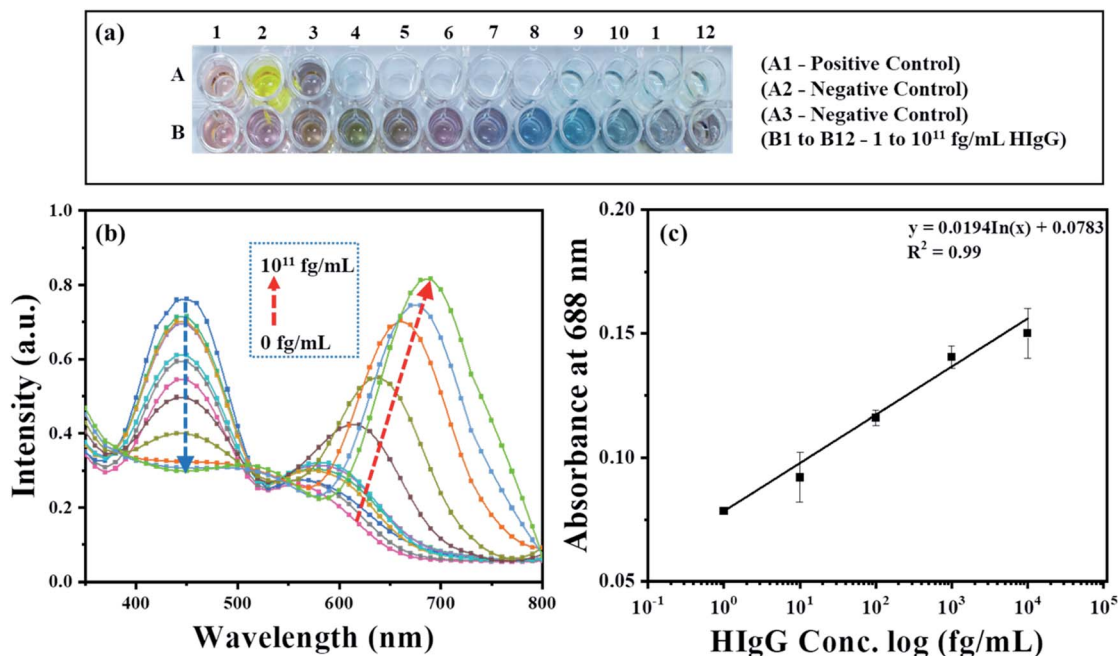 (a)
1 2 3 4 5 6 7 8 9 10 1 12
A
B
(A1 - Positive Control)
(A2 - Negative Control)
(A3 - Negative Control)
(B1 to B12 - 1 to 10¹¹ fg/mL HIgG)
(b)
10¹¹ fg/mL
0 fg/mL
Intensity (a.u.)
1.0
0.8
0.6
0.4
0.2
0.0
400 500 600 700 800
Wavelength (nm)
(c)
y = 0.0194In(x) + 0.0783
R² = 0.99
Absorbance at 688 nm
0.20
0.15
0.10
0.05
10⁻¹ 10⁰ 10¹ 10² 10³ 10⁴ 10⁵
HIgG Conc. log (fg/mL)